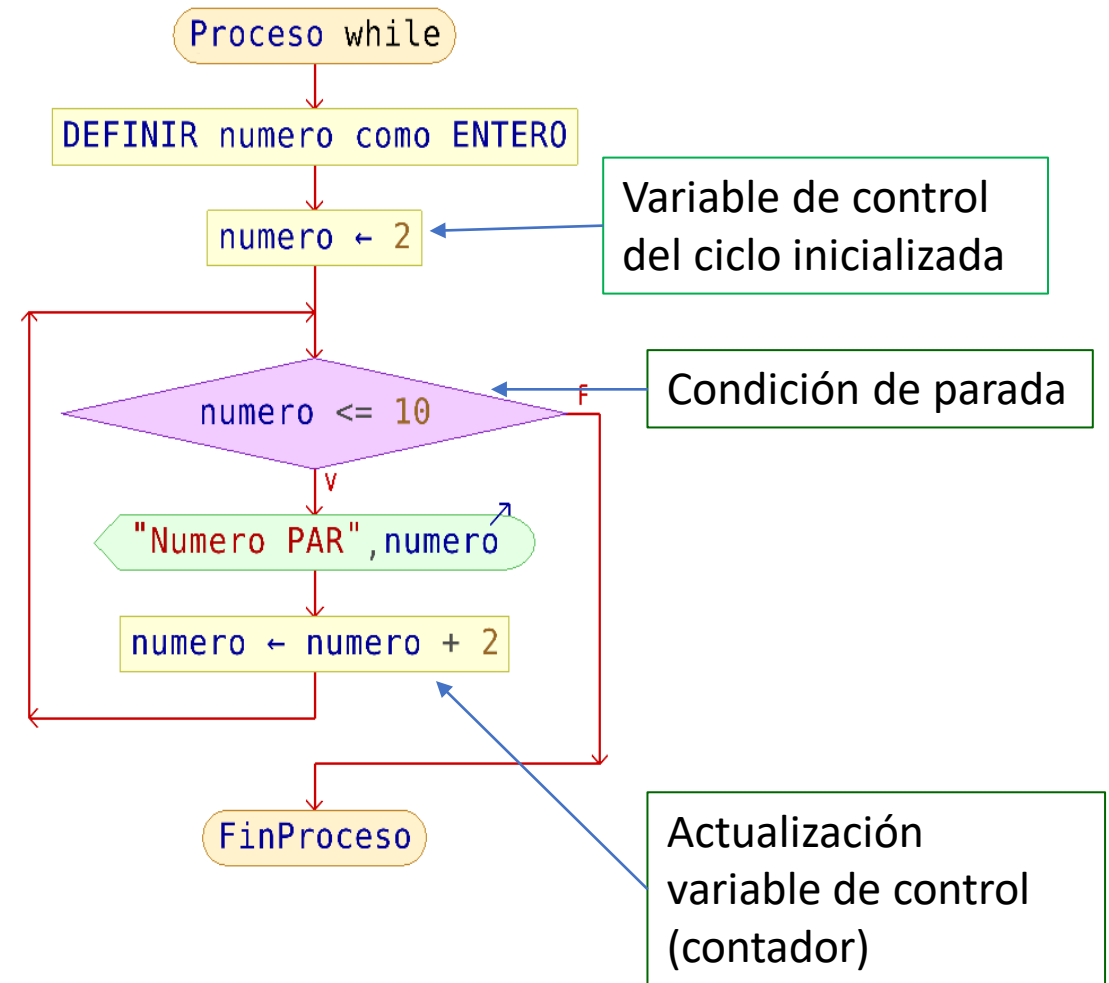 Proceso while
DEFINIR numero como ENTERO
numero ← 2
Variable de control
del ciclo inicializada
numero <= 10
F
Condición de parada
V
"Numero PAR",numero
numero ← numero + 2
FinProceso
Actualización
variable de control
(contador)